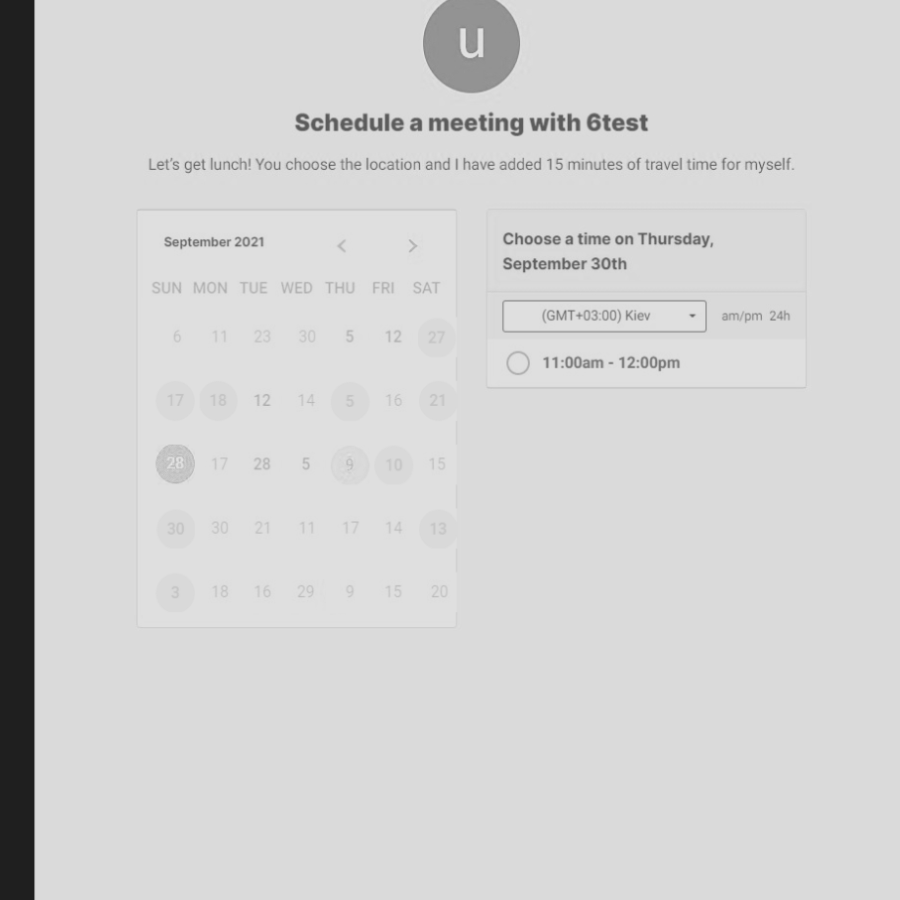 u
Schedule a meeting with 6test
Let's get lunch! You choose the location and I have added 15 minutes of travel time for myself.
September 2021
SUN MON TUE WED THU FRI SAT
6 11 23 30 5 12 27
17 18 12 14 5 16 21
28 17 28 5 9 10 15
30 30 21 11 17 14 13
3 18 16 29 9 15 20
Choose a time on Thursday,
September 30th
(GMT+03:00) Kiev am/pm 24h
11:00am - 12:00pm